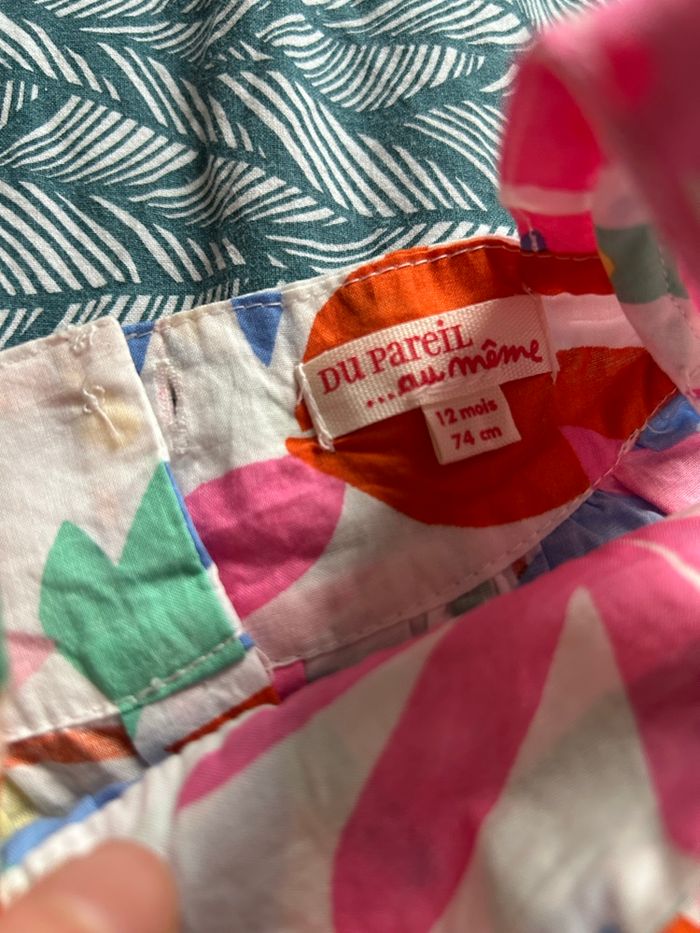 DU PAREIL
...au même
12 mois
74 cm